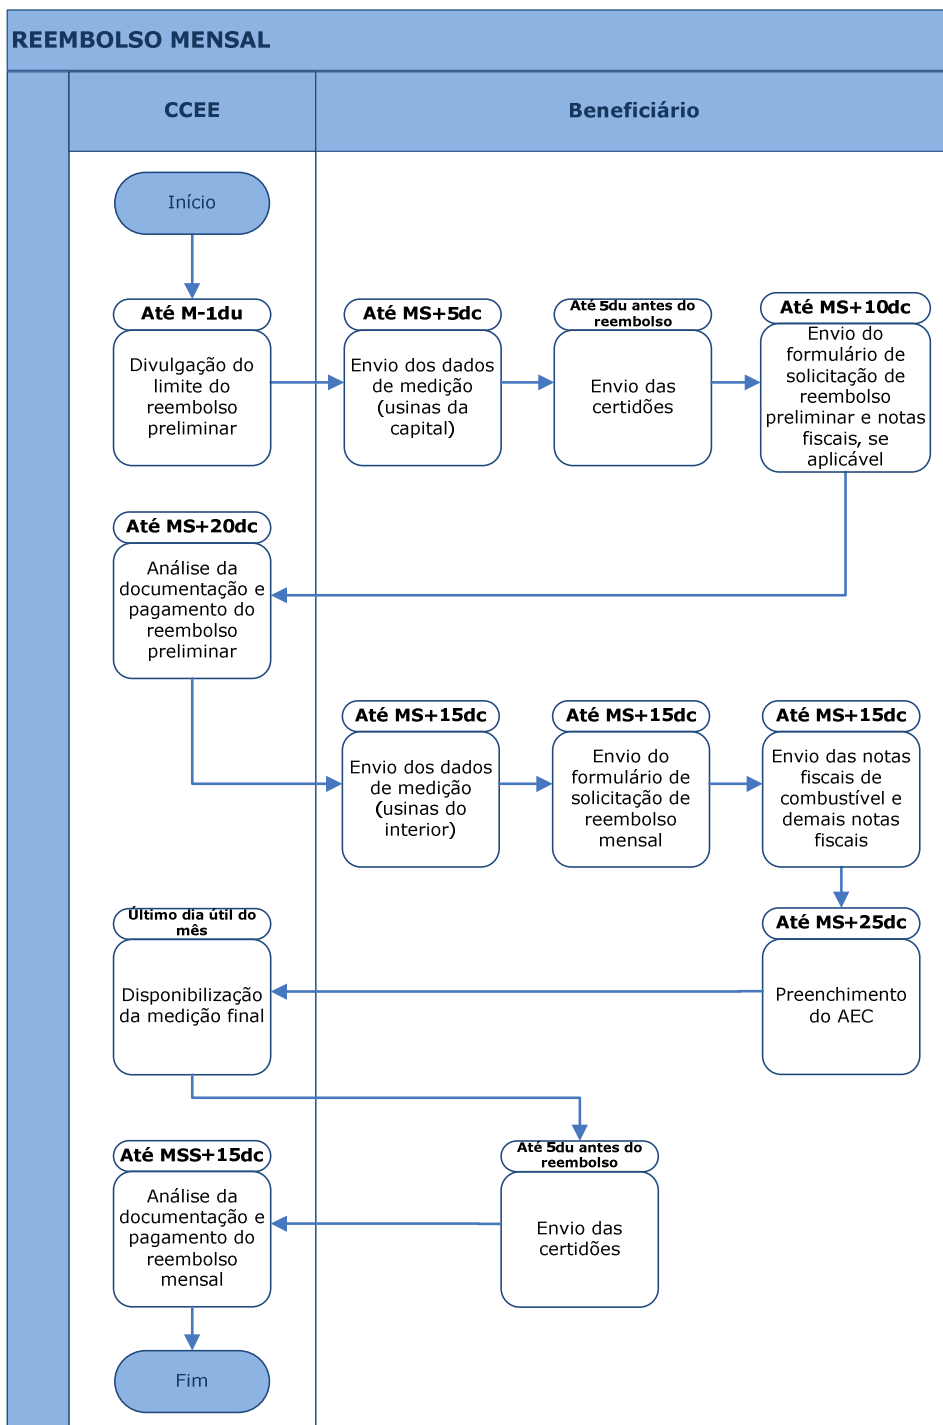 REEMBOLSO MENSAL
CCEE
Beneficiário
Início
Até M-1du
Divulgação do
limite do
reembolso
preliminar
Até MS+5dc
Envio dos dados
de medição
(usinas da
capital)
Até 5du antes do
reembolso
Envio das
certidões
Até MS+10dc
Envio do
formulário de
solicitação de
reembolso
preliminar e notas
fiscais, se
aplicável
Até MS+20dc
Análise da
documentação e
pagamento do
reembolso
preliminar
Até MS+15dc
Envio dos dados
de medição
(usinas do
interior)
Até MS+15dc
Envio do
formulário de
solicitação de
reembolso
mensal
Até MS+15dc
Envio das notas
fiscais de
combustível e
demais notas
fiscais
Até MS+25dc
Preenchimento
do AEC
Último dia útil do
mês
Disponibilização
da medição final
Até 5du antes do
reembolso
Envio das
certidões
Até MSS+15dc
Análise da
documentação e
pagamento do
reembolso
mensal
Fim